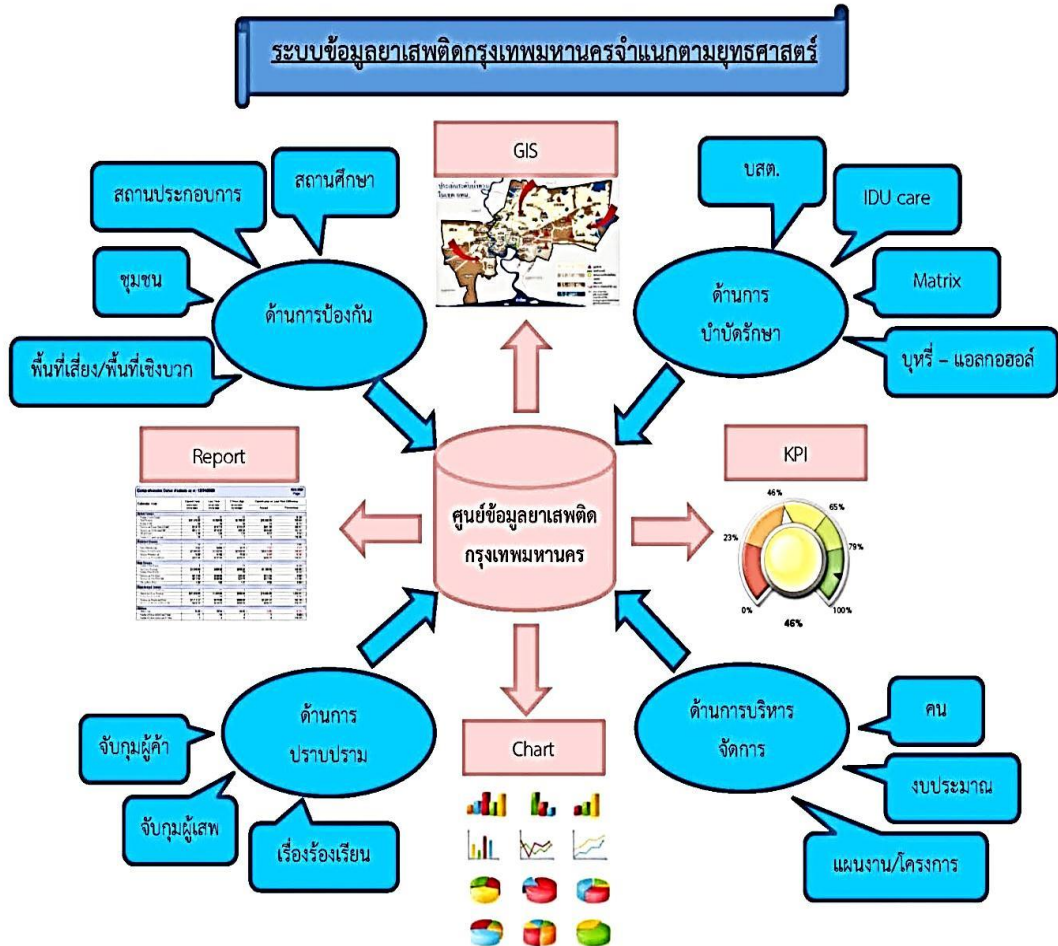 ระบบข้อมูลยาเสพติดกรุงเทพมหานครจำแนกตามยุทธศาสตร์
GIS
สถานประกอบการ
สถานศึกษา
ชุมชน
พื้นที่เสี่ยง/พื้นที่เชิงบวก
ด้านการป้องกัน
บสต.
IDU care
Matrix
บุหรี่ – แอลกอฮอล์
ด้านการ
บำบัดรักษา
Report
ศูนย์ข้อมูลยาเสพติด
กรุงเทพมหานคร
KPI
46%
65%
23%
79%
0%
100%
46%
ด้านการ
ปราบปราม
จับกุมผู้ค้า
จับกุมผู้เสพ
เรื่องร้องเรียน
Chart
ด้านการบริหาร
จัดการ
คน
งบประมาณ
แผนงาน/โครงการ